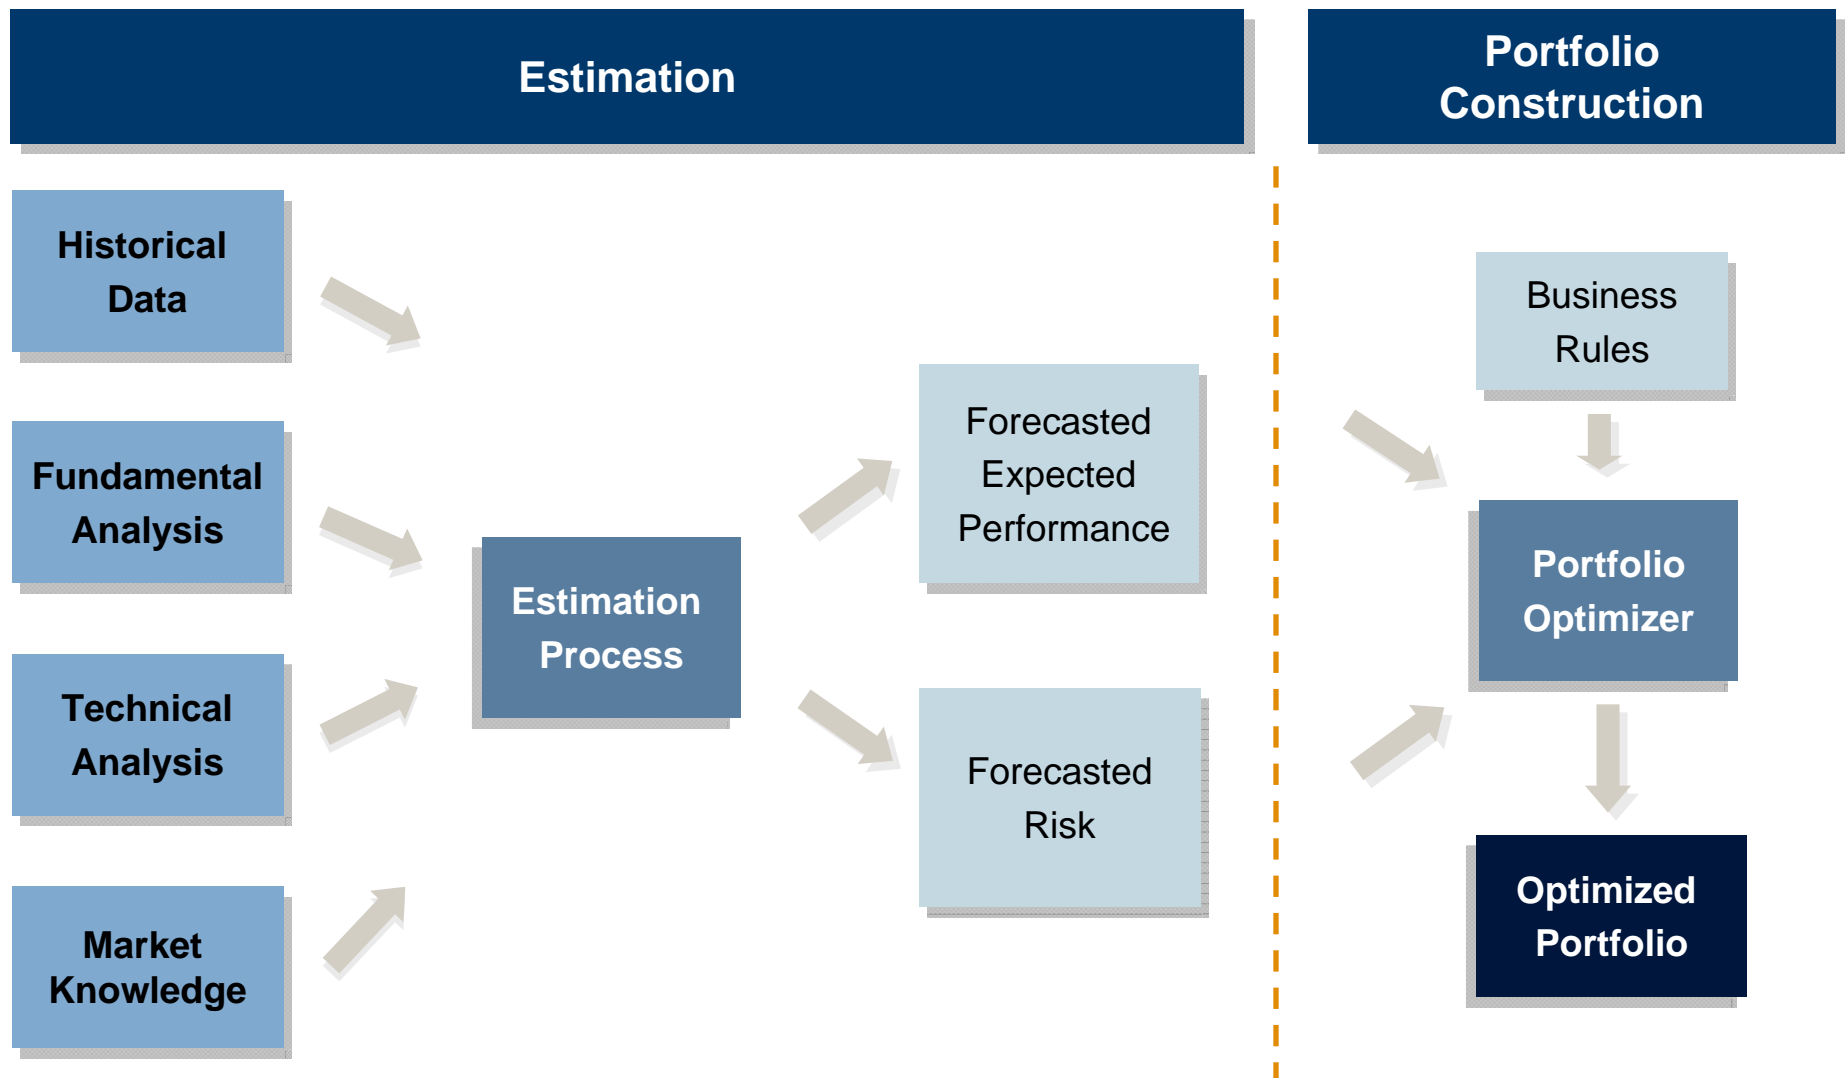 Estimation
Portfolio
Construction
Historical
Data
Fundamental
Analysis
Technical
Analysis
Market
Knowledge
Estimation
Process
Forecasted
Expected
Performance
Forecasted
Risk
Business
Rules
Portfolio
Optimizer
Optimized
Portfolio